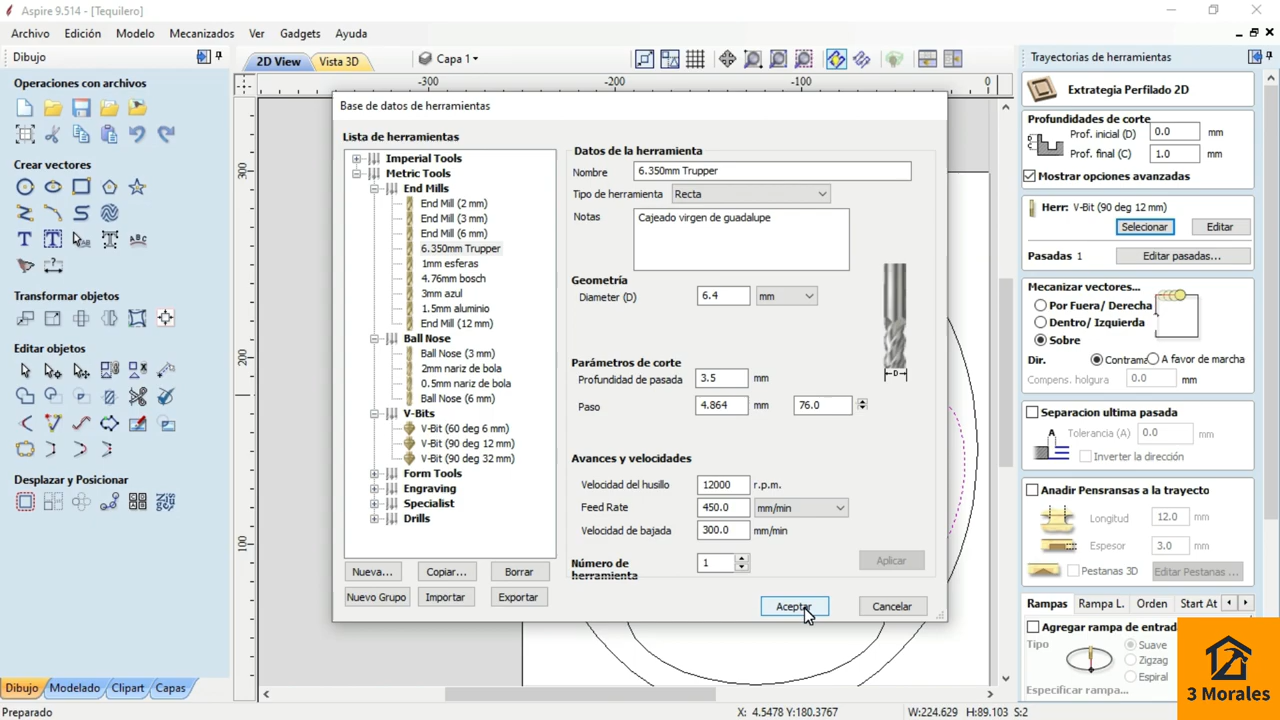 Aspire 9.514 - [Tequilero]
Archivo Edición Modelo Mecanizados Ver Gadgets Ayuda
Dibujo
Operaciones con archivos
Crear vectores
Transformar objetos
Editar objetos
Desplazar y Posicionar
Dibujo Modelado Clipart Capas
Preparado
2D View Vista 3D Capa 1
-300 -200 -100 0
300
200
100
Base de datos de herramientas
Lista de herramientas
Imperial Tools
Metric Tools
End Mills
End Mill (2 mm)
End Mill (3 mm)
End Mill (6 mm)
6.350mm Trupper
1mm esferas
4.76mm bosch
3mm azul
1.5mm aluminio
End Mill (12 mm)
Ball Nose
Ball Nose (3 mm)
2mm nariz de bola
0.5mm nariz de bola
Ball Nose (6 mm)
V-Bits
V-Bit (60 deg 6 mm)
V-Bit (90 deg 12 mm)
V-Bit (90 deg 32 mm)
Form Tools
Engraving
Specialist
Drills
Nueva... Copiar... Borrar
Nuevo Grupo Importar Exportar
Datos de la herramienta
Nombre 6.350mm Trupper
Tipo de herramienta Recta
Notas Cajeado virgen de guadalupe
Geometría
Diameter (D) 6.4 mm
D
Parámetros de corte
Profundidad de pasada 3.5 mm
Paso 4.864 mm 76.0
Avances y velocidades
Velocidad del husillo 12000 r.p.m.
Feed Rate 450.0 mm/min
Velocidad de bajada 300.0 mm/min
Número de herramienta 1
Aplicar
Aceptar Cancelar
X: 4.5478 Y:180.3767 W:224.629 H:89.103 S:2
Trayectorias de herramientas
Extrategia Perfilado 2D
Profundidades de corte
Prof. inicial (D) 0.0 mm
Prof. final (C) 1.0 mm
Mostrar opciones avanzadas
Herr: V-Bit (90 deg 12 mm)
Selecionar Editar
Pasadas 1 Editar pasadas...
Mecanizar vectores...
Por Fuera/ Derecha
Dentro/ Izquierda
Sobre
Dir. Contrama A favor de marcha
Compens. holgura 0.0 mm
Separacion ultima pasada
A Tolerancia (A) 0.0 mm
Inverter la dirección
Anadir Pensransas a la trayecto
Longitud 12.0 mm
Espesor 3.0 mm
Pestanas 3D Editar Pestanas ...
Rampas Rampa L. Orden Start At
Agregar rampa de entrad
Tipo Suave
Zigzag
Espiral
Especificar rampa...
3 Morales